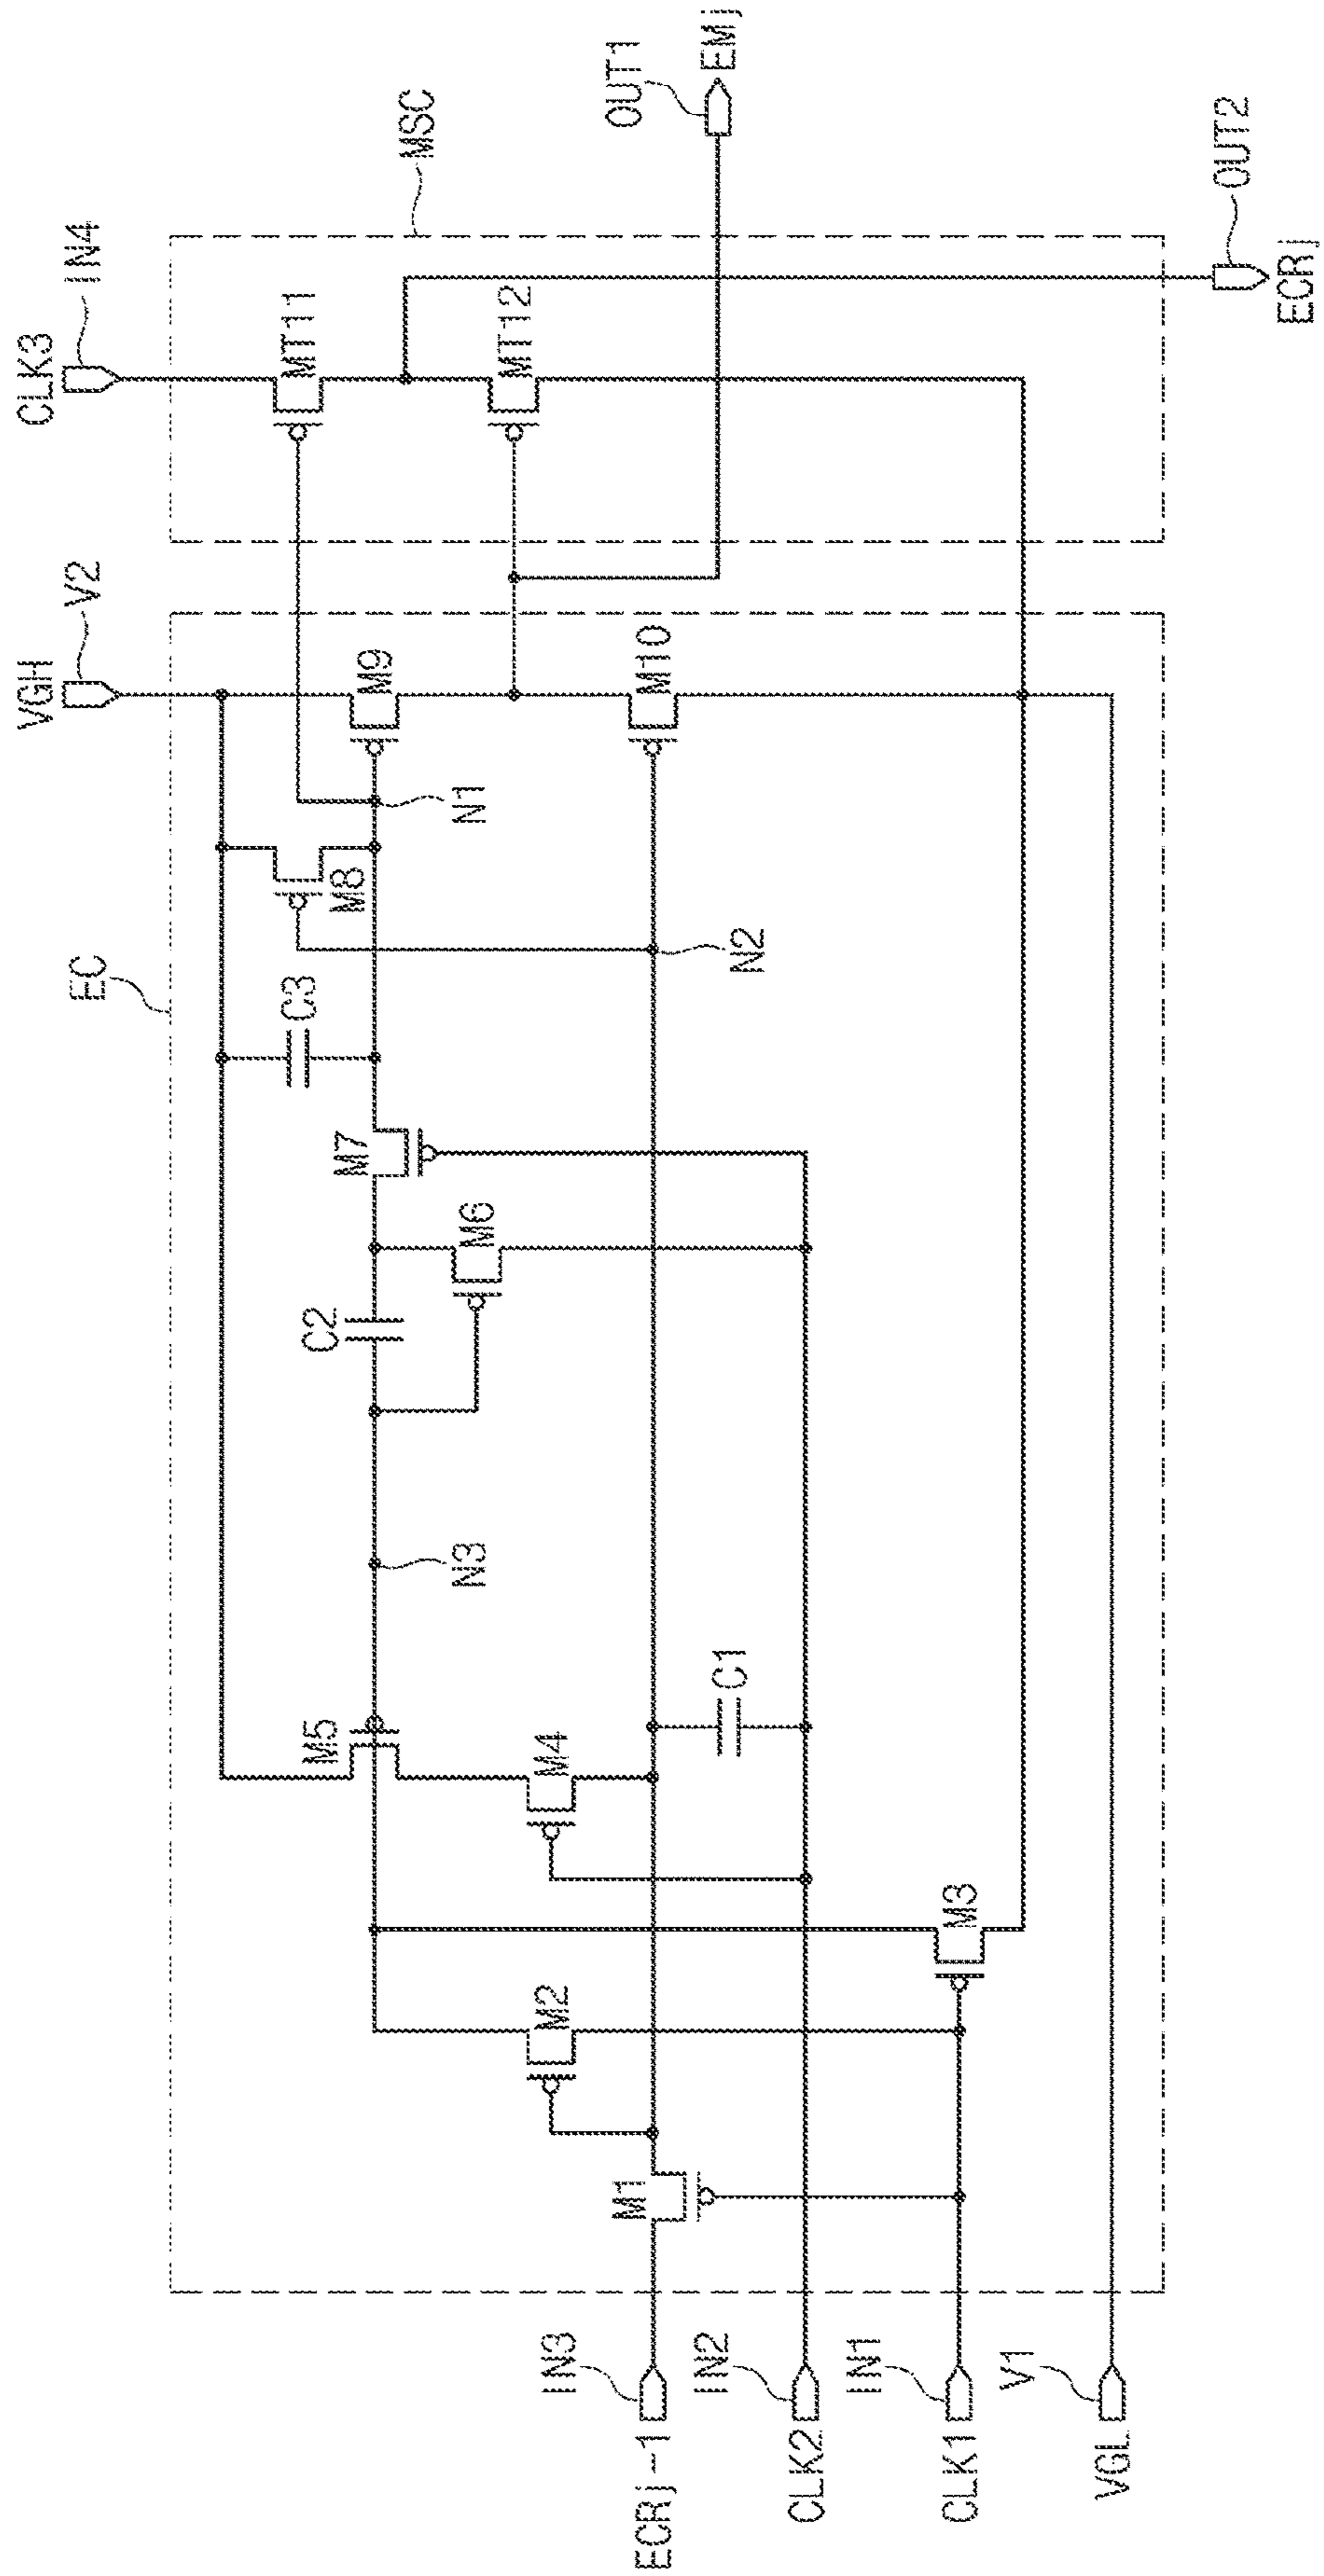 CLK3
IN4
MSC
VGH
V2
MT11
MT12
OUT1
EMj
OUT2
ECRj
EC
M9
M10
N1
M8
N2
C3
M7
M6
C2
N3
M5
M4
C1
M3
M2
M1
IN3
ECRj-1
IN2
CLK2
IN1
CLK1
V1
VGL